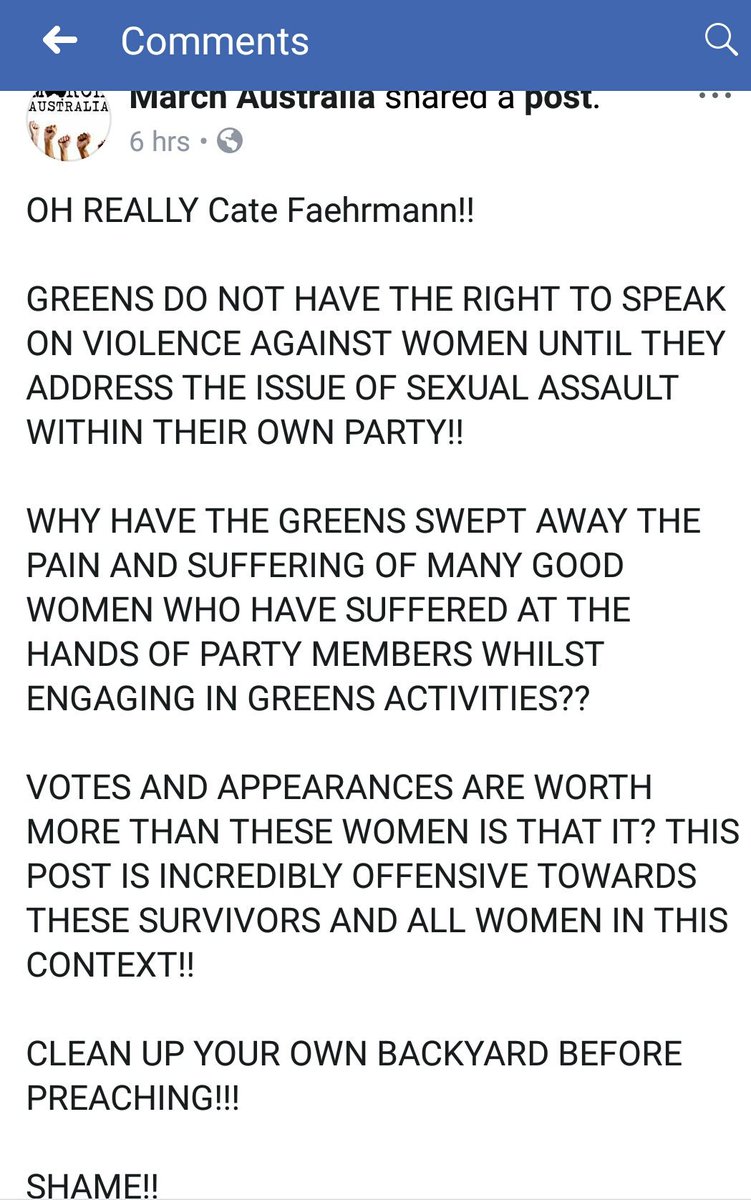 Comments
AUSTRALIA
March Australia shared a post.
6 hrs •
OH REALLY Cate Faehrmann!!
GREENS DO NOT HAVE THE RIGHT TO SPEAK
ON VIOLENCE AGAINST WOMEN UNTIL THEY
ADDRESS THE ISSUE OF SEXUAL ASSAULT
WITHIN THEIR OWN PARTY!!
WHY HAVE THE GREENS SWEPT AWAY THE
PAIN AND SUFFERING OF MANY GOOD
WOMEN WHO HAVE SUFFERED AT THE
HANDS OF PARTY MEMBERS WHILST
ENGAGING IN GREENS ACTIVITIES??
VOTES AND APPEARANCES ARE WORTH
MORE THAN THESE WOMEN IS THAT IT? THIS
POST IS INCREDIBLY OFFENSIVE TOWARDS
THESE SURVIVORS AND ALL WOMEN IN THIS
CONTEXT!!
CLEAN UP YOUR OWN BACKYARD BEFORE
PREACHING!!!
SHAME!!